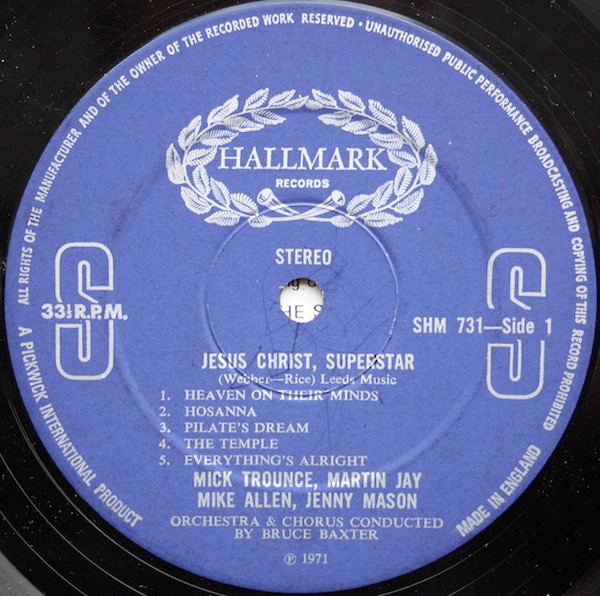 ALL RIGHTS OF THE MANUFACTURER AND OF THE OWNER OF THE RECORDED WORK RESERVED · UNAUTHORISED PUBLIC PERFORMANCE BROADCASTING AND COPYING OF THIS RECORD PROHIBITED
HALLMARK
RECORDS
STEREO
HE S
33⅓ R.P.M.
SHM 731—Side 1
JESUS CHRIST, SUPERSTAR
(Webber—Rice) Leeds Music
1. HEAVEN ON THEIR MINDS
2. HOSANNA
3. PILATE'S DREAM
4. THE TEMPLE
5. EVERYTHING'S ALRIGHT
MICK TROUNCE, MARTIN JAY
MIKE ALLEN, JENNY MASON
ORCHESTRA & CHORUS CONDUCTED
BY BRUCE BAXTER
℗ 1971
A PICKWICK INTERNATIONAL PRODUCT
MADE IN ENGLAND